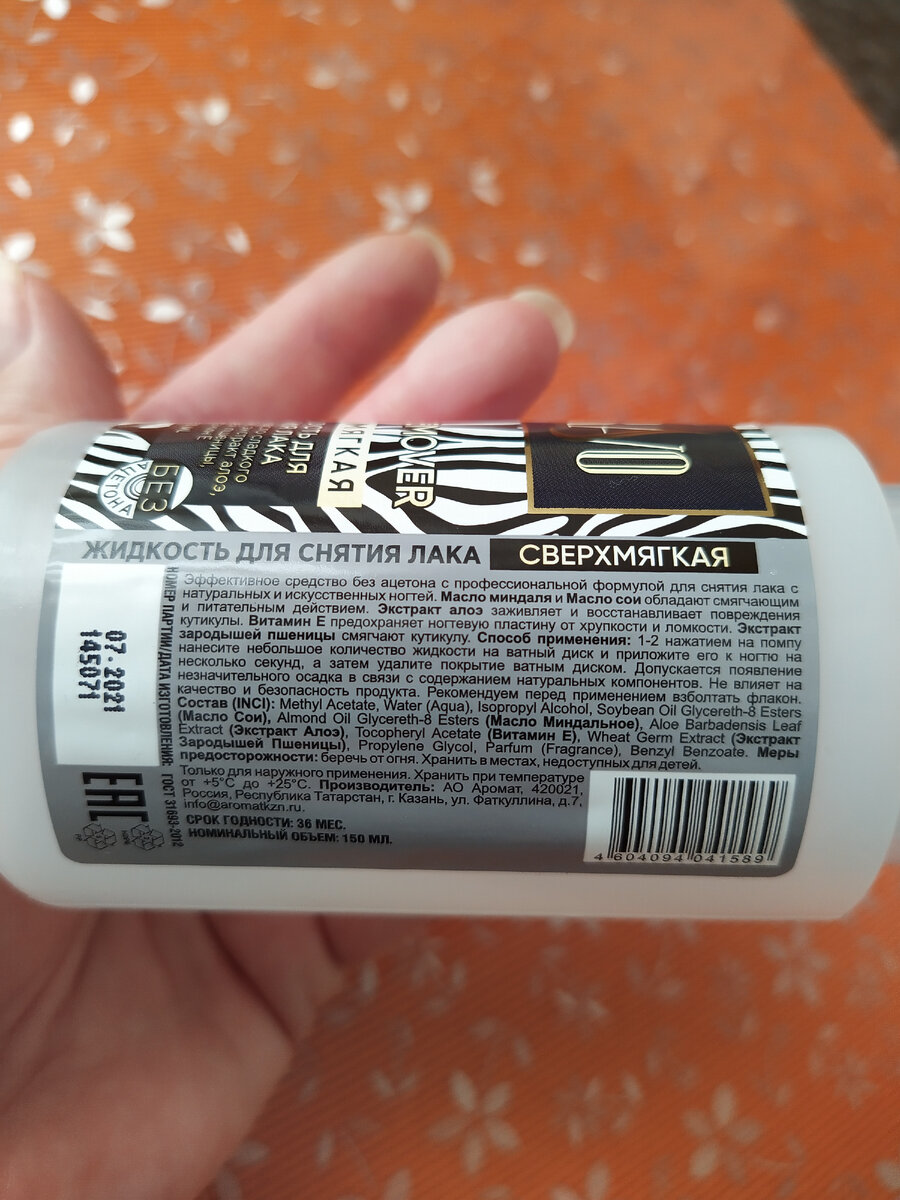 ЖИДКОСТЬ ДЛЯ СНЯТИЯ ЛАКА СВЕРХМЯГКАЯ
Эффективное средство без ацетона с профессиональной формулой для снятия лака с
натуральных и искусственных ногтей. Масло миндаля и Масло сои обладают смягчающим
и питательным действием. Экстракт алоэ заживляет и восстанавливает повреждения
кутикулы. Витамин Е предохраняет ногтевую пластину от хрупкости и ломкости. Экстракт
зародышей пшеницы смягчают кутикулу. Способ применения: 1-2 нажатием на помпу
нанесите небольшое количество жидкости на ватный диск и приложите его к ногтю на
несколько секунд, а затем удалите покрытие ватным диском. Допускается появление
незначительного осадка в связи с содержанием натуральных компонентов. Не влияет на
качество и безопасность продукта. Рекомендуем перед применением взболтать флакон.
Состав (INCI): Methyl Acetate, Water (Aqua), Isopropyl Alcohol, Soybean Oil Glycereth-8 Esters
(Масло Сои), Almond Oil Glycereth-8 Esters (Масло Миндальное), Aloe Barbadensis Leaf
Extract (Экстракт Алоэ), Tocopheryl Acetate (Витамин Е), Wheat Germ Extract (Экстракт
Зародышей Пшеницы), Propylene Glycol, Parfum (Fragrance), Benzyl Benzoate. Меры
предосторожности: беречь от огня. Хранить в местах, недоступных для детей.
Только для наружного применения. Хранить при температуре
от +5°С до +25°С. Производитель: АО Аромат, 420021,
Россия, Республика Татарстан, г. Казань, ул. Фаткуллина, д.7,
info@aromatkzn.ru.
СРОК ГОДНОСТИ: 36 МЕС.
НОМИНАЛЬНЫЙ ОБЪЕМ: 150 МЛ.
4 604094 041589
НОМЕР ПАРТИИ/ДАТА ИЗГОТОВЛЕНИЯ: ГОСТ 31693-2012
07.2021
145071
EAC
БЕЗ
АЦЕТОНА